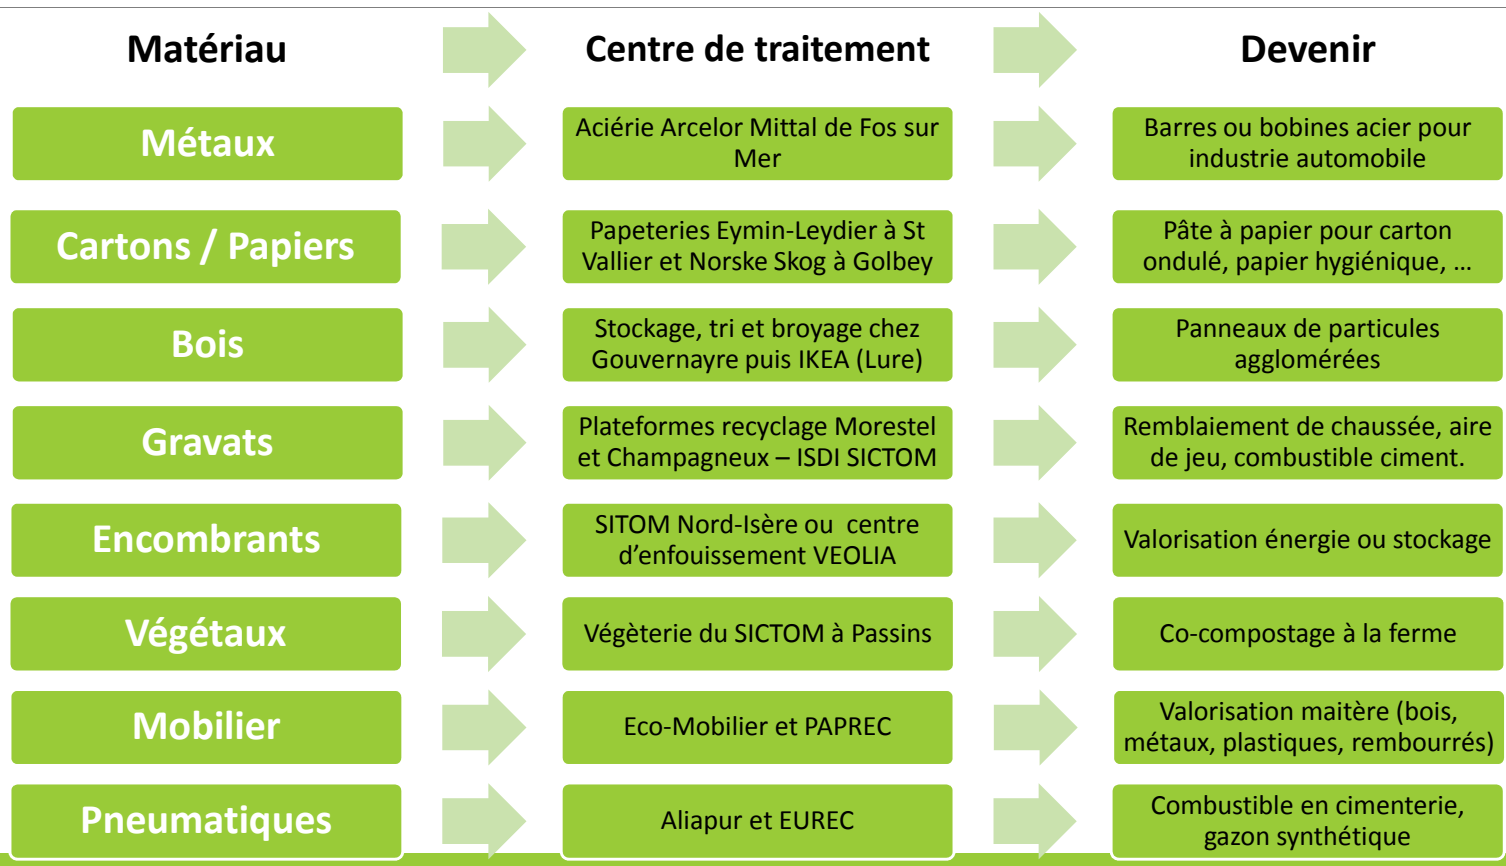 Matériau
Centre de traitement
Devenir
Métaux
Aciérie Arcelor Mittal de Fos sur
Mer
Barres ou bobines acier pour
industrie automobile
Cartons / Papiers
Papeteries Eymin-Leydier à St
Vallier et Norske Skog à Golbey
Pâte à papier pour carton
ondulé, papier hygiénique, ...
Bois
Stockage, tri et broyage chez
Gouvernayre puis IKEA (Lure)
Panneaux de particules
agglomérées
Gravats
Plateformes recyclage Morestel
et Champagneux – ISDI SICTOM
Remblaiement de chaussée, aire
de jeu, combustible ciment.
Encombrants
SITOM Nord-Isère ou centre
d’enfouissement VEOLIA
Valorisation énergie ou stockage
Végétaux
Végèterie du SICTOM à Passins
Co-compostage à la ferme
Mobilier
Eco-Mobilier et PAPREC
Valorisation maitère (bois,
métaux, plastiques, rembourrés)
Pneumatiques
Aliapur et EUREC
Combustible en cimenterie,
gazon synthétique